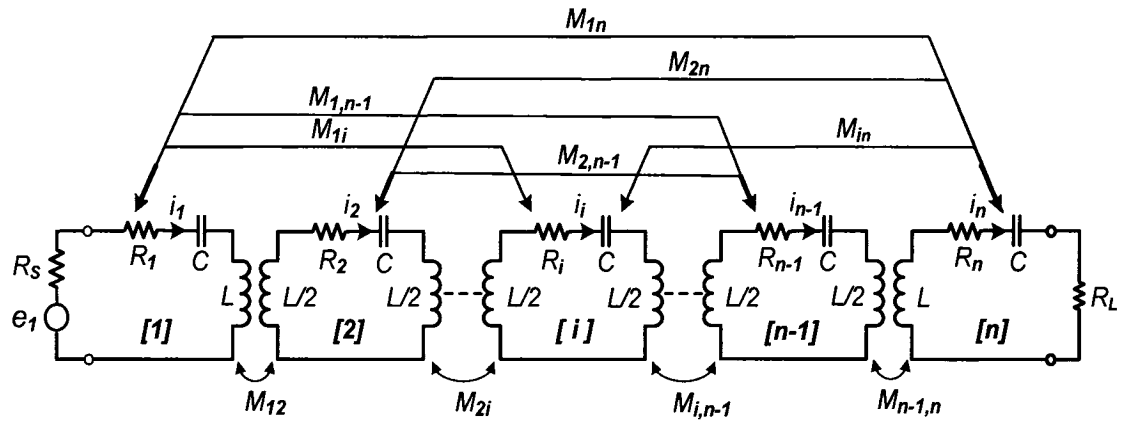 M1n
M2n
M1,n-1
M1i
Min
M2,n-1
i1 i2 ii in-1 in
R1 C R2 C Ri C Rn-1 C Rn C
RS L L/2 L/2 L/2 L/2 L/2 L/2 L RL
e1 [1] [2] [i] [n-1] [n]
M12 M2i Mi,n-1 Mn-1,n